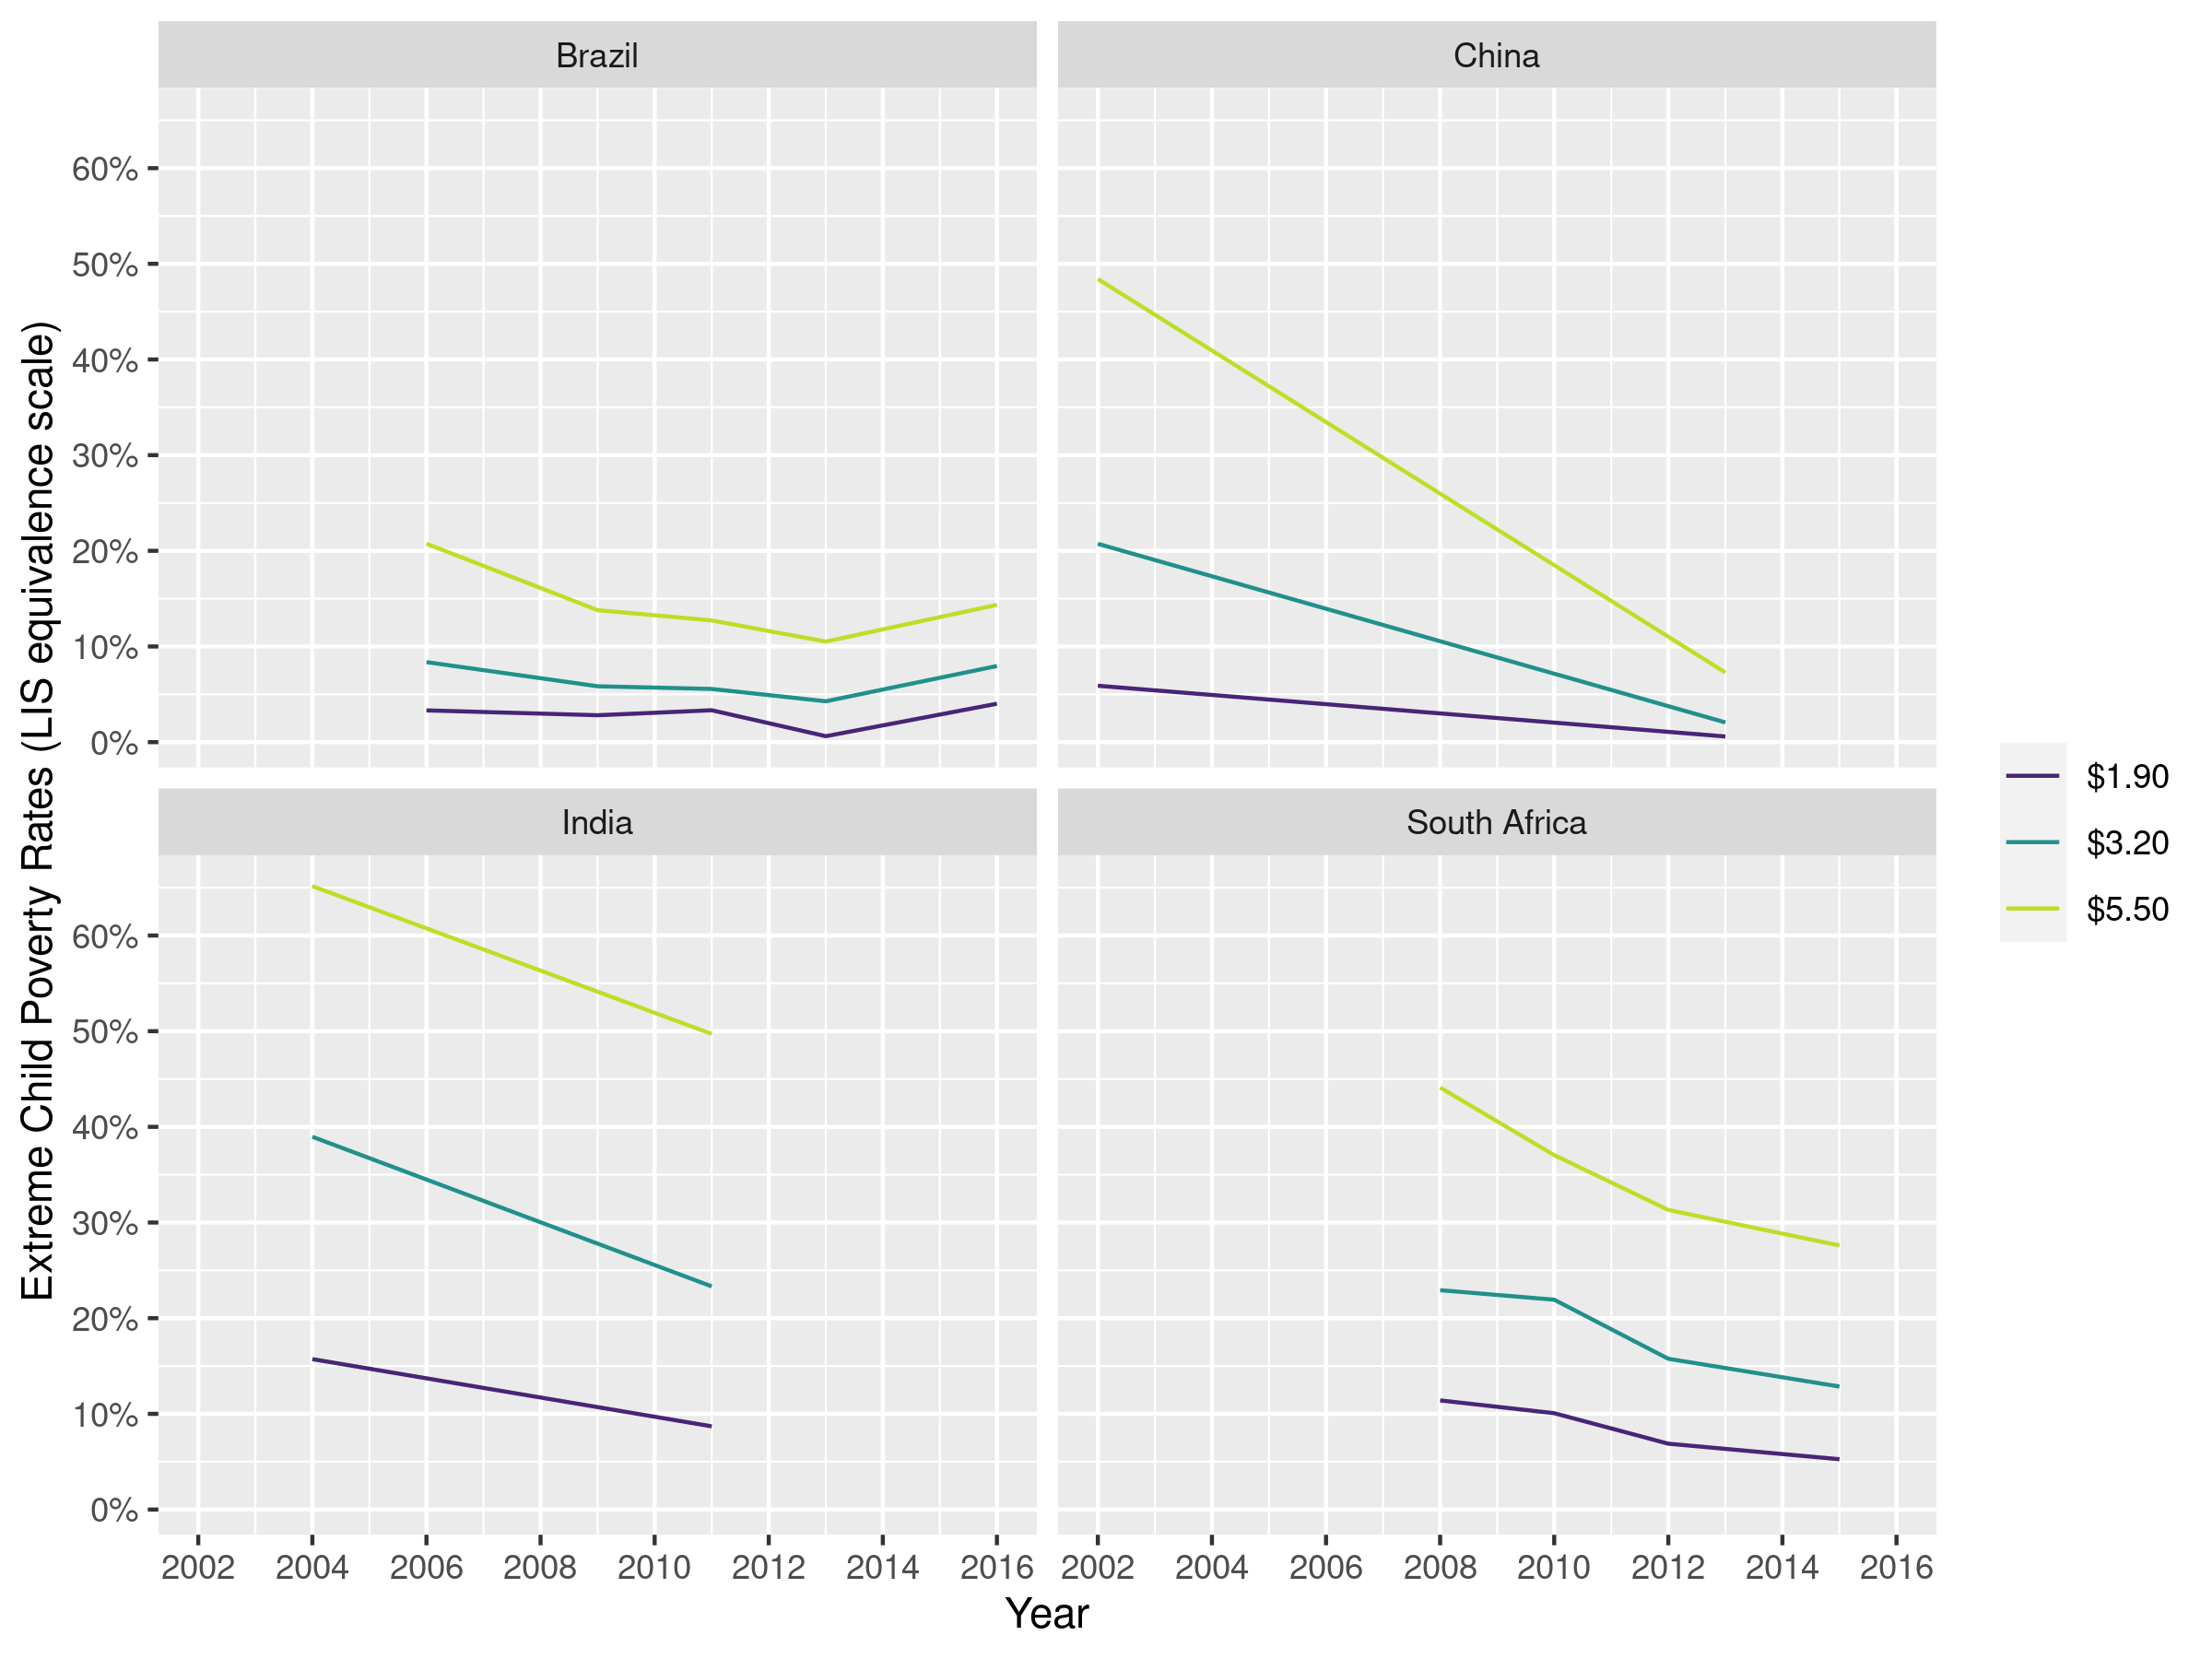 Brazil
China
60%
50%
40%
30%
20%
10%
0%
India
South Africa
60%
50%
40%
30%
20%
10%
0%
2002 2004 2006 2008 2010 2012 2014 2016
2002 2004 2006 2008 2010 2012 2014 2016
Year
Extreme Child Poverty Rates (LIS equivalence scale)
$1.90
$3.20
$5.50